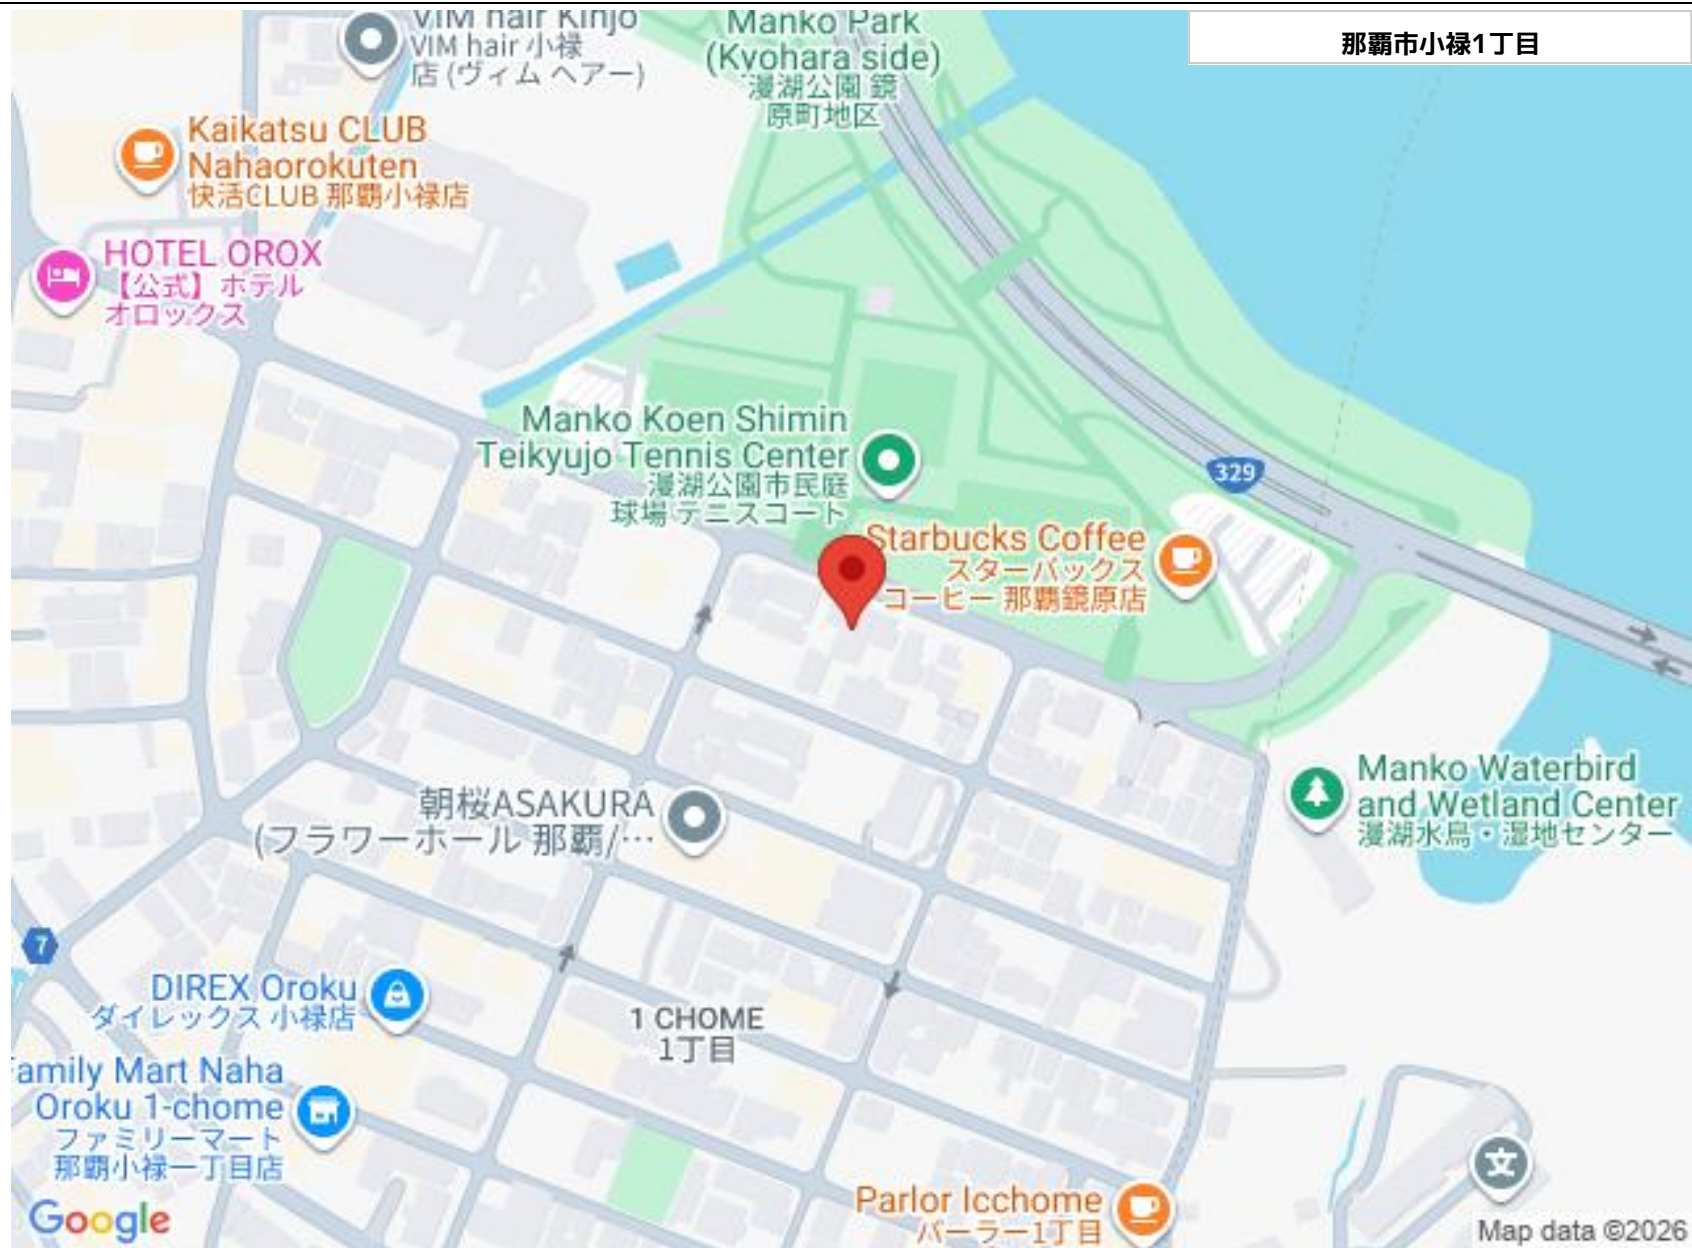 那覇市小禄1丁目
VIM hair Kinjo
VIM hair 小禄
店 (ヴィム ヘアー)
Manko Park
(Kyohara side)
漫湖公園 鏡
原町地区
Kaikatsu CLUB
Nahaorokuten
快活CLUB 那覇小禄店
HOTEL OROX
【公式】ホテル
オロックス
Manko Koen Shimin
Teikyujo Tennis Center
漫湖公園市民庭
球場 テニスコート
329
Starbucks Coffee
スターバックス
コーヒー 那覇鏡原店
Manko Waterbird
and Wetland Center
漫湖水鳥・湿地センター
朝桜ASAKURA
(フラワーホール 那覇/…
7
DIREX Oroku
ダイレックス 小禄店
1 CHOME
1丁目
amily Mart Naha
Oroku 1-chome
ファミリーマート
那覇小禄一丁目店
文
Parlor Icchome
パーラー1丁目
Google
Map data ©2026